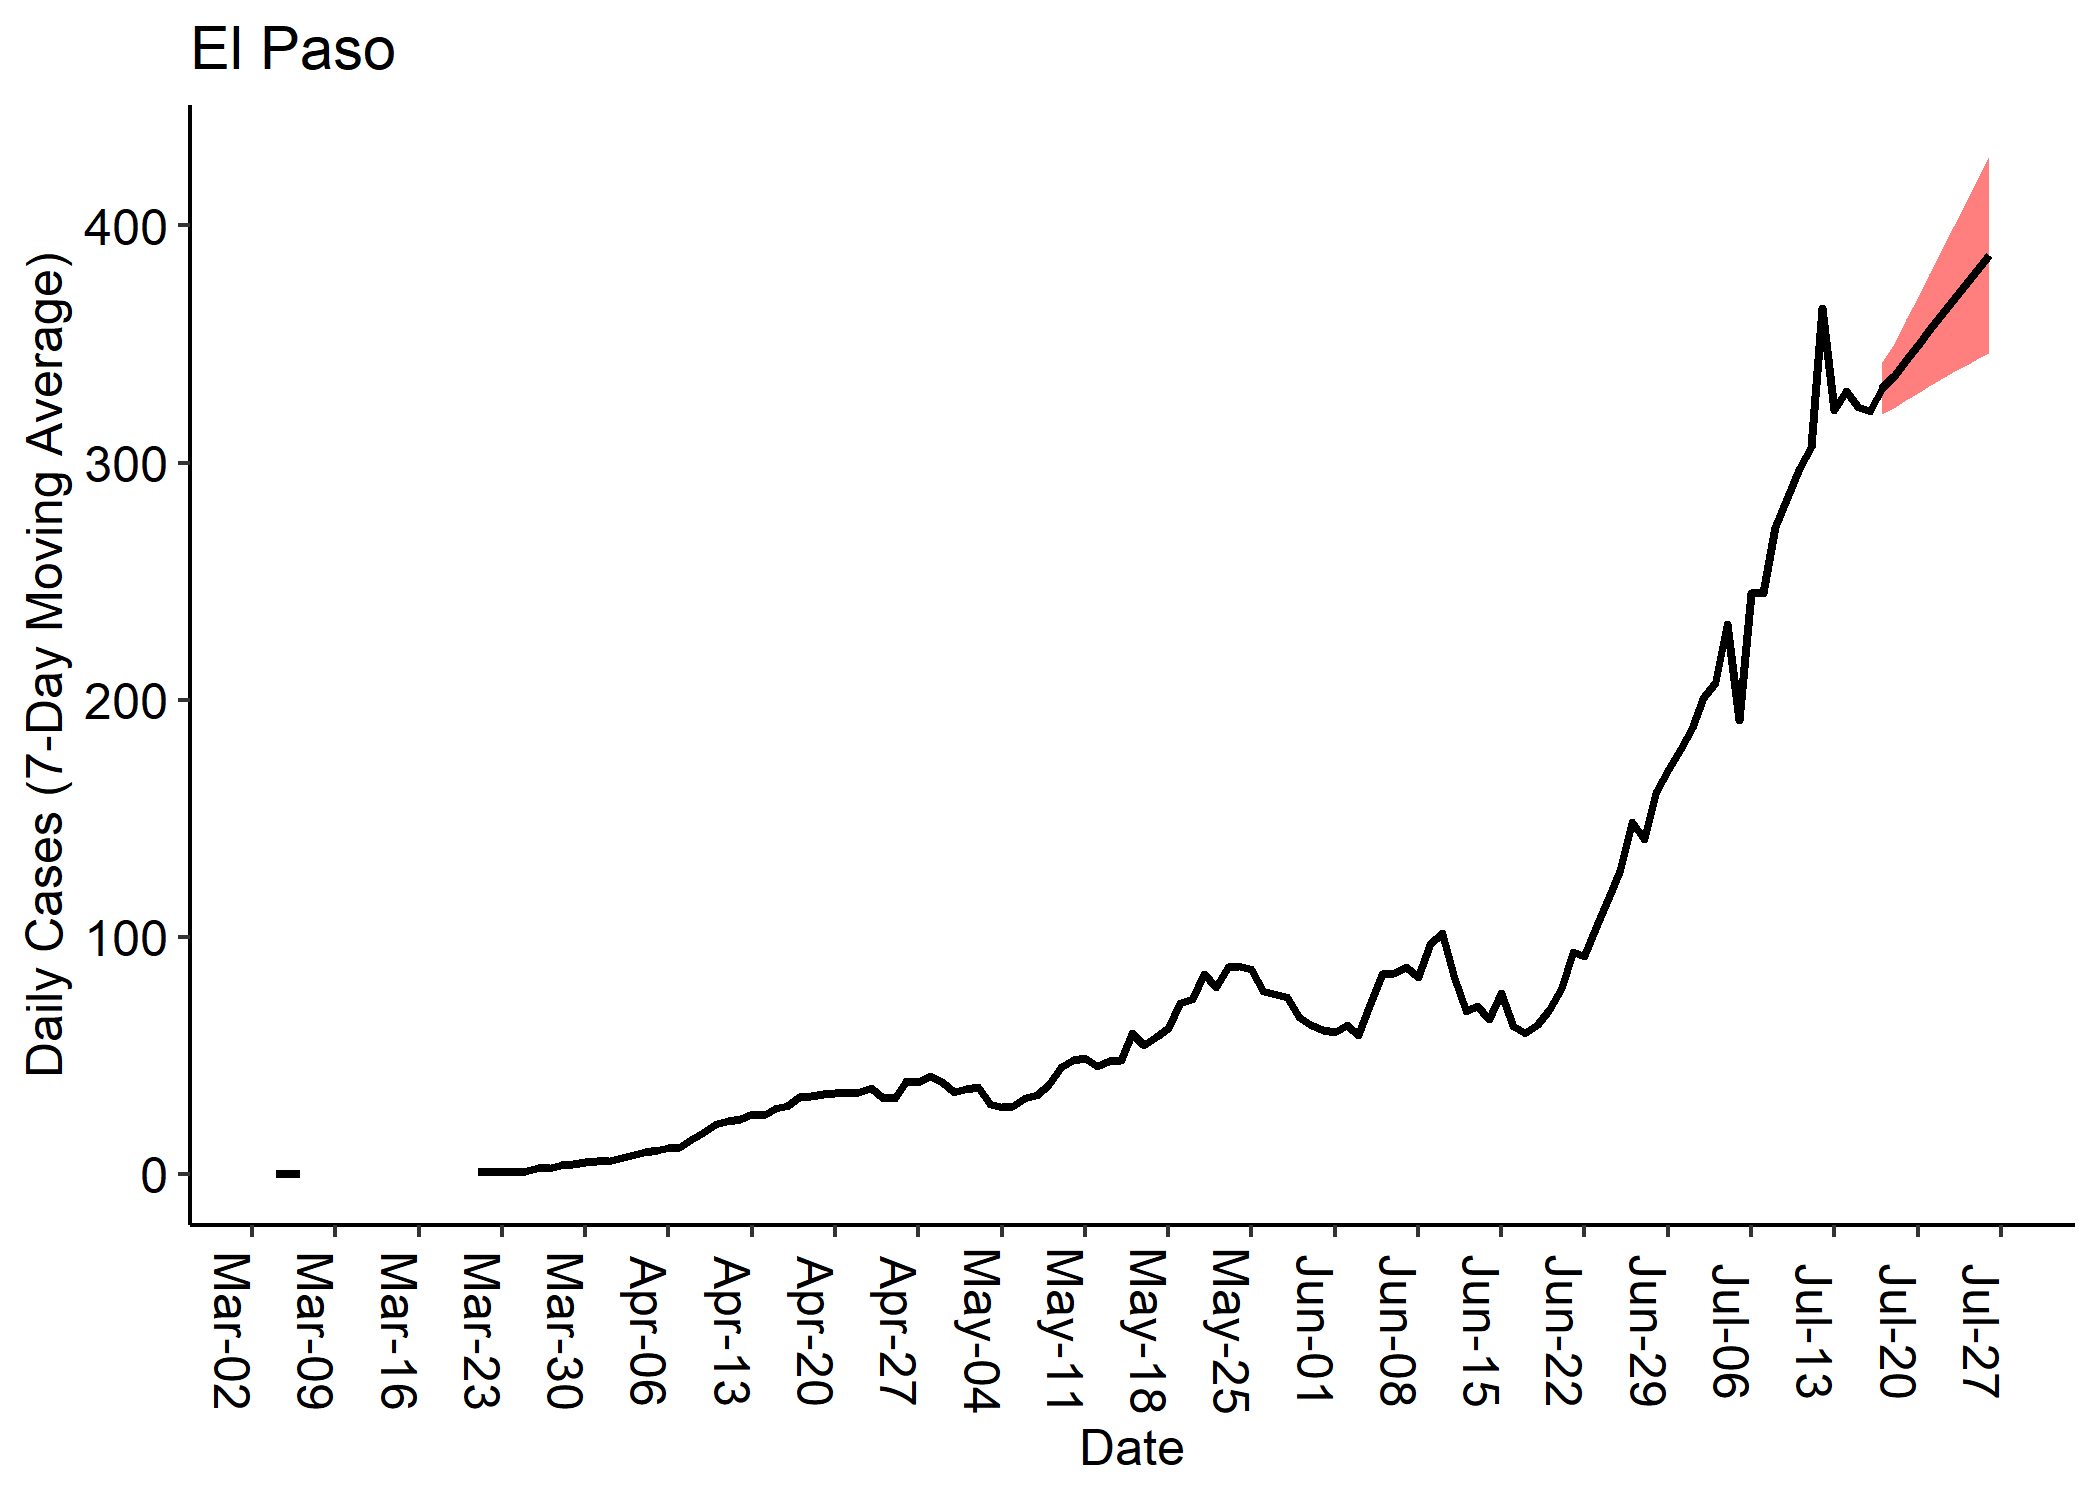 El Paso
Daily Cases (7-Day Moving Average)
400
300
200
100
0
Mar-02
Mar-09
Mar-16
Mar-23
Mar-30
Apr-06
Apr-13
Apr-20
Apr-27
May-04
May-11
May-18
May-25
Jun-01
Jun-08
Jun-15
Jun-22
Jun-29
Jul-06
Jul-13
Jul-20
Jul-27
Date